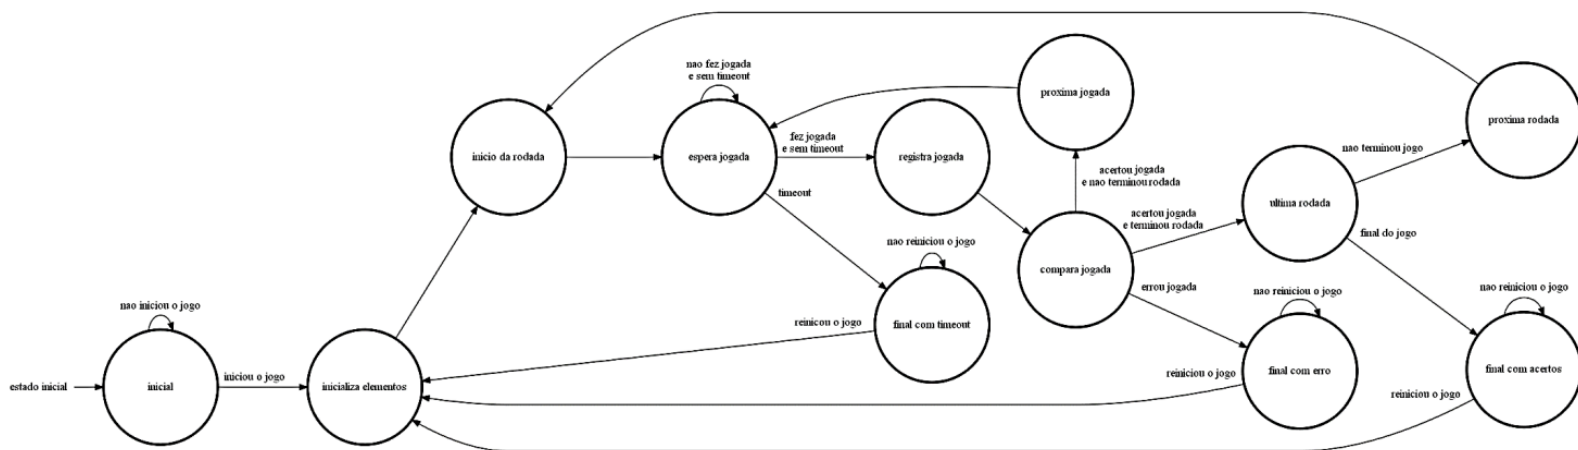 nao fez jogada
e sem timeout
proxima jogada
proxima rodada
inicio da rodada
espera jogada
fez jogada
e sem timeout
registra jogada
nao terminou jogo
timeout
acertou jogada
e nao terminou rodada
acertou jogada
e terminou rodada
ultima rodada
final do jogo
nao reiniciou o jogo
compara jogada
errou jogada
nao reiniciou o jogo
nao reiniciou o jogo
nao iniciou o jogo
reinicou o jogo
final com timeout
estado inicial
inicial
iniciou o jogo
inicializa elementos
reiniciou o jogo
final com erro
final com acertos
reiniciou o jogo